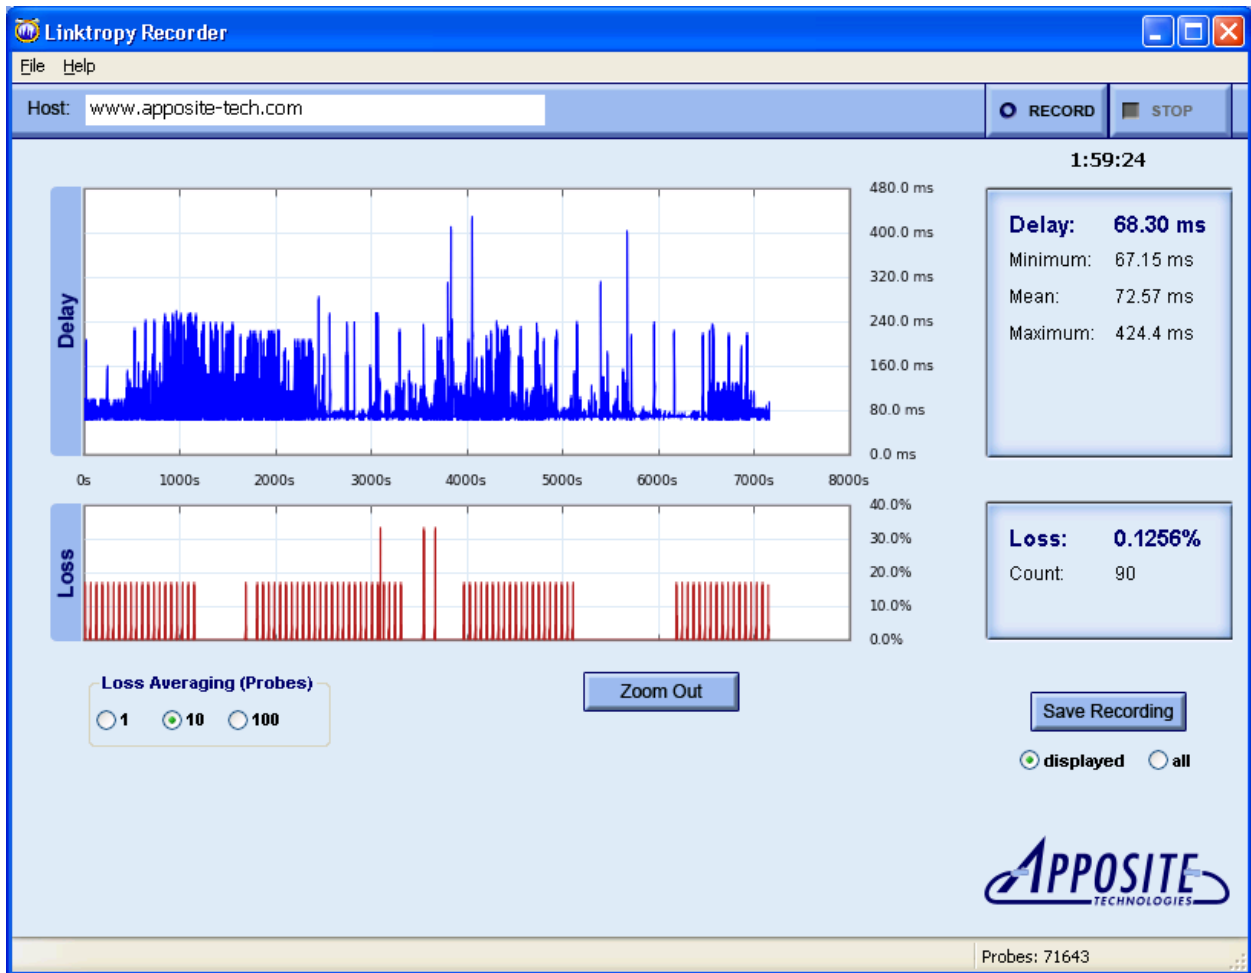 Linktropy Recorder
File Help
Host: www.apposite-tech.com
RECORD STOP
1:59:24
Delay
480.0 ms
400.0 ms
320.0 ms
240.0 ms
160.0 ms
80.0 ms
0.0 ms
0s 1000s 2000s 3000s 4000s 5000s 6000s 7000s 8000s
Delay: 68.30 ms
Minimum: 67.15 ms
Mean: 72.57 ms
Maximum: 424.4 ms
Loss
40.0%
30.0%
20.0%
10.0%
0.0%
Loss: 0.1256%
Count: 90
Loss Averaging (Probes)
1 10 100
Zoom Out
Save Recording
displayed all
APPOSITE
TECHNOLOGIES
Probes: 71643